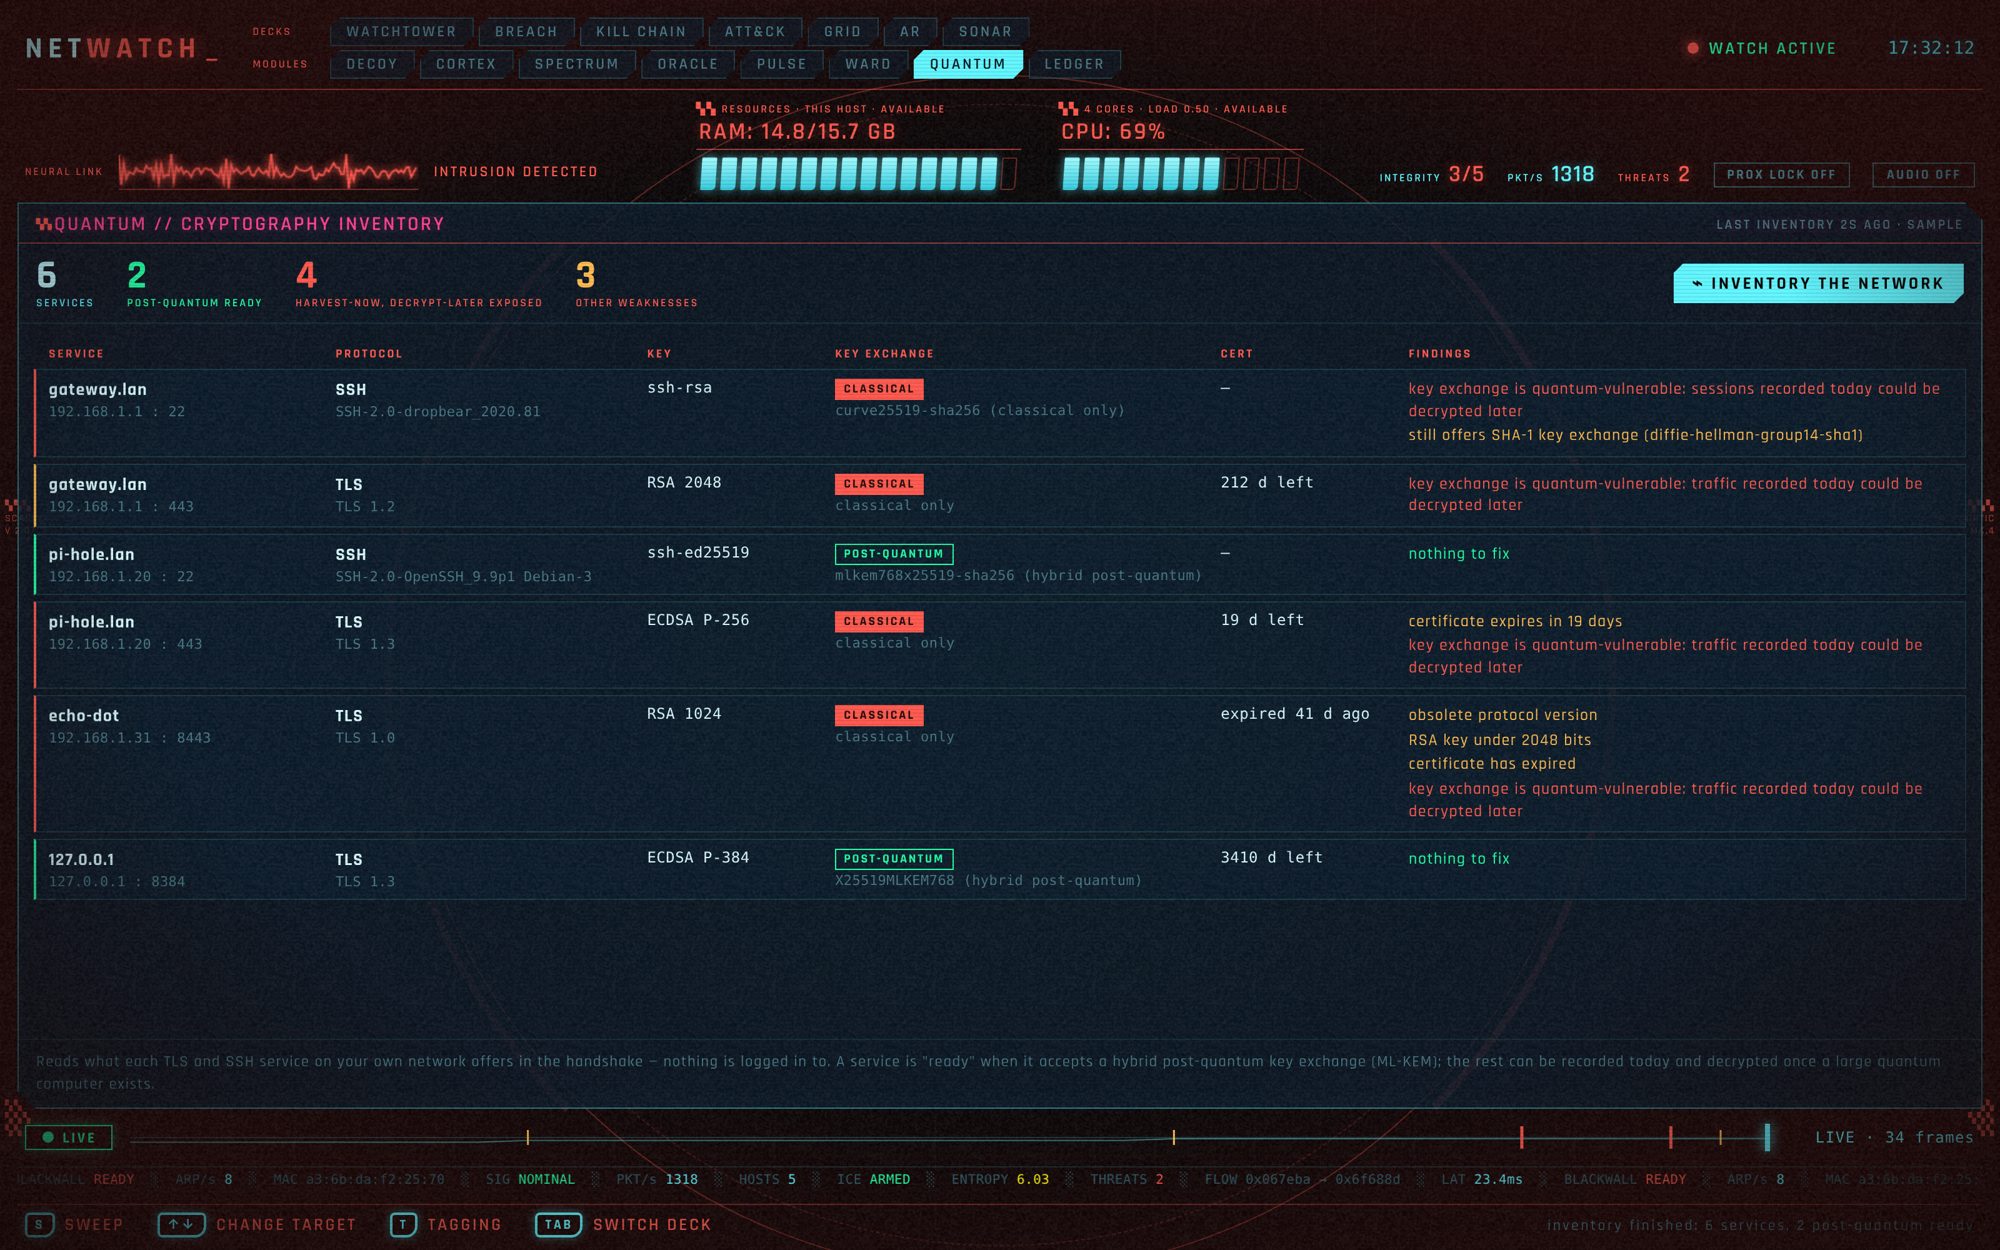 NETWATCH_
DECKS
WATCHTOWER BREACH KILL CHAIN ATT&CK GRID AR SONAR
MODULES
DECOY CORTEX SPECTRUM ORACLE PULSE WARD QUANTUM LEDGER
WATCH ACTIVE 17:32:12
RESOURCES · THIS HOST · AVAILABLE
RAM: 14.8/15.7 GB
4 CORES · LOAD 0.50 · AVAILABLE
CPU: 69%
NEURAL LINK INTRUSION DETECTED
INTEGRITY 3/5 PKT/S 1318 THREATS 2 PROX LOCK OFF AUDIO OFF
QUANTUM // CRYPTOGRAPHY INVENTORY
LAST INVENTORY 2S AGO · SAMPLE
6 SERVICES
2 POST-QUANTUM READY
4 HARVEST-NOW, DECRYPT-LATER EXPOSED
3 OTHER WEAKNESSES
INVENTORY THE NETWORK
SERVICE PROTOCOL KEY KEY EXCHANGE CERT FINDINGS
gateway.lan SSH ssh-rsa CLASSICAL — key exchange is quantum-vulnerable: sessions recorded today could be
192.168.1.1 : 22 SSH-2.0-dropbear_2020.81 curve25519-sha256 (classical only) decrypted later
still offers SHA-1 key exchange (diffie-hellman-group14-sha1)
gateway.lan TLS RSA 2048 CLASSICAL 212 d left key exchange is quantum-vulnerable: traffic recorded today could be
192.168.1.1 : 443 TLS 1.2 classical only decrypted later
pi-hole.lan SSH ssh-ed25519 POST-QUANTUM — nothing to fix
192.168.1.20 : 22 SSH-2.0-OpenSSH_9.9p1 Debian-3 mlkem768x25519-sha256 (hybrid post-quantum)
pi-hole.lan TLS ECDSA P-256 CLASSICAL 19 d left certificate expires in 19 days
192.168.1.20 : 443 TLS 1.3 classical only key exchange is quantum-vulnerable: traffic recorded today could be
decrypted later
echo-dot TLS RSA 1024 CLASSICAL expired 41 d ago obsolete protocol version
192.168.1.31 : 8443 TLS 1.0 classical only RSA key under 2048 bits
certificate has expired
key exchange is quantum-vulnerable: traffic recorded today could be
decrypted later
127.0.0.1 TLS ECDSA P-384 POST-QUANTUM 3410 d left nothing to fix
127.0.0.1 : 8384 TLS 1.3 X25519MLKEM768 (hybrid post-quantum)
Reads what each TLS and SSH service on your own network offers in the handshake — nothing is logged in to. A service is "ready" when it accepts a hybrid post-quantum key exchange (ML-KEM); the rest can be recorded today and decrypted once a large quantum
computer exists.
LIVE LIVE · 34 frames
LACKWALL READY ARP/s 8 MAC a3:6b:da:f2:25:70 SIG NOMINAL PKT/s 1318 HOSTS 5 ICE ARMED ENTROPY 6.03 THREATS 2 FLOW 0x067eba → 0x6f688d LAT 23.4ms BLACKWALL READY ARP/s 8 MAC a3:6b:da:f2:25:
S SWEEP ↑↓ CHANGE TARGET T TAGGING TAB SWITCH DECK
inventory finished: 6 services, 2 post-quantum ready